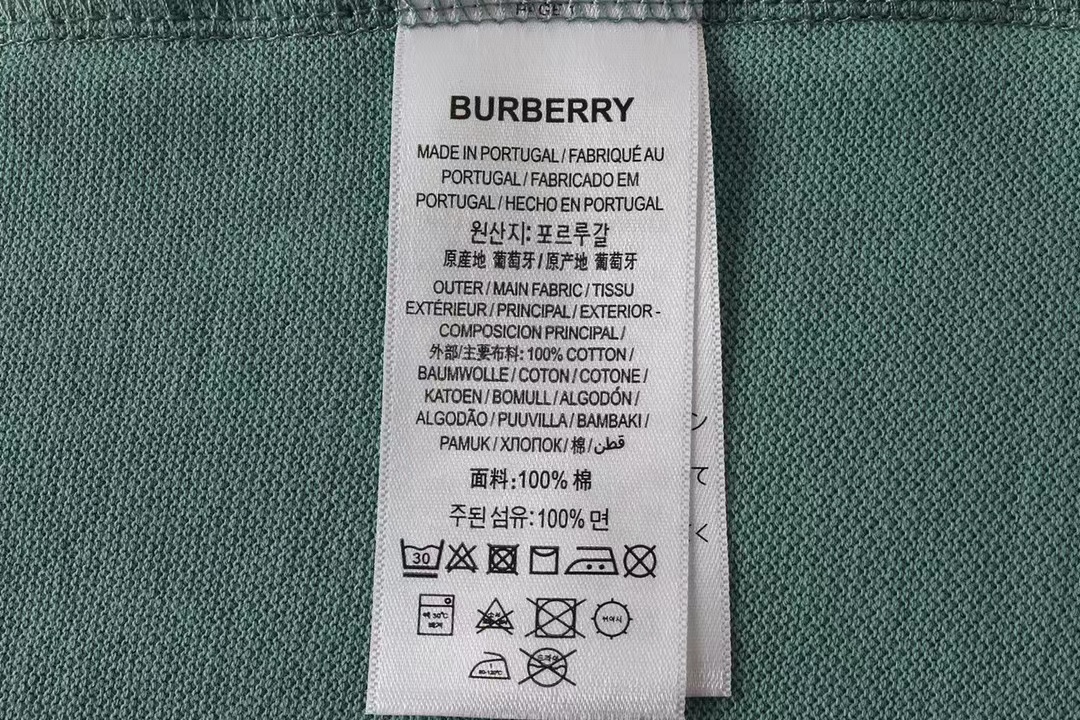 BURBERRY
MADE IN PORTUGAL / FABRIQUÉ AU
PORTUGAL / FABRICADO EM
PORTUGAL / HECHO EN PORTUGAL
원산지: 포르루갈
原産地 葡萄牙 / 原产地 葡萄牙
OUTER / MAIN FABRIC / TISSU
EXTÉRIEUR / PRINCIPAL / EXTERIOR -
COMPOSICION PRINCIPAL /
外部/主要布料: 100% COTTON /
BAUMWOLLE / COTON / COTONE /
KATOEN / BOMULL / ALGODÓN /
ALGODÃO / PUUVILLA / BAMBAKI /
PAMUK / ХЛОПОК / 棉 / قطن
面料:100% 棉
주된 섬유:100% 면
30